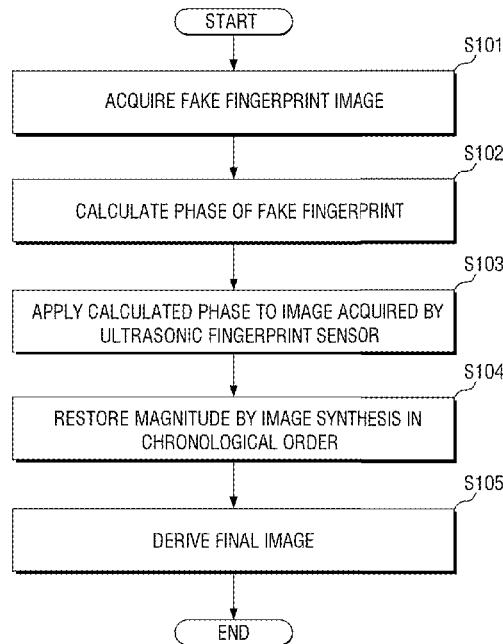 START
S101
ACQUIRE FAKE FINGERPRINT IMAGE
S102
CALCULATE PHASE OF FAKE FINGERPRINT
S103
APPLY CALCULATED PHASE TO IMAGE ACQUIRED BY
ULTRASONIC FINGERPRINT SENSOR
S104
RESTORE MAGNITUDE BY IMAGE SYNTHESIS IN
CHRONOLOGICAL ORDER
S105
DERIVE FINAL IMAGE
END